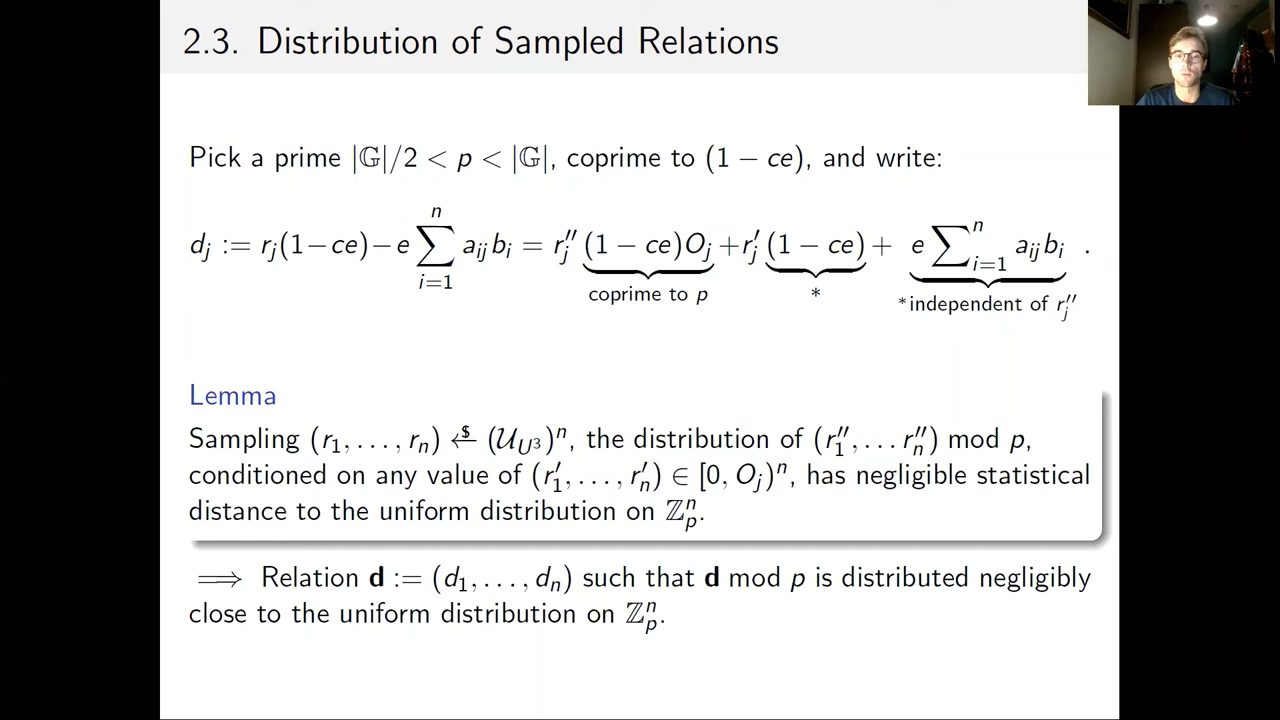 2.3. Distribution of Sampled Relations
Pick a prime |𝔾|/2 < p < |𝔾|, coprime to (1 − ce), and write:
d_j := r_j(1−ce)−e ∑_{i=1}^{n} a_{ij} b_i = r_j'' (1 − ce)O_j + r_j' (1 − ce) + e ∑_{i=1}^{n} a_{ij} b_i .
coprime to p * *independent of r_j''
Lemma
Sampling (r_1, . . . , r_n) ←$ (𝒰_{U^3})^n, the distribution of (r_1'', . . . r_n'') mod p,
conditioned on any value of (r_1', . . . , r_n') ∈ [0, O_j)^n, has negligible statistical
distance to the uniform distribution on ℤ_p^n.
⟹ Relation **d** := (d_1, . . . , d_n) such that **d** mod p is distributed negligibly
close to the uniform distribution on ℤ_p^n.